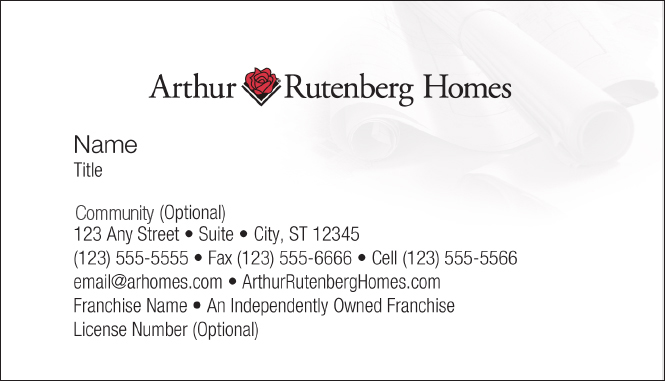 Arthur Rutenberg Homes
Name
Title
Community (Optional)
123 Any Street • Suite • City, ST 12345
(123) 555-5555 • Fax (123) 555-6666 • Cell (123) 555-5566
email@arhomes.com • ArthurRutenbergHomes.com
Franchise Name • An Independently Owned Franchise
License Number (Optional)